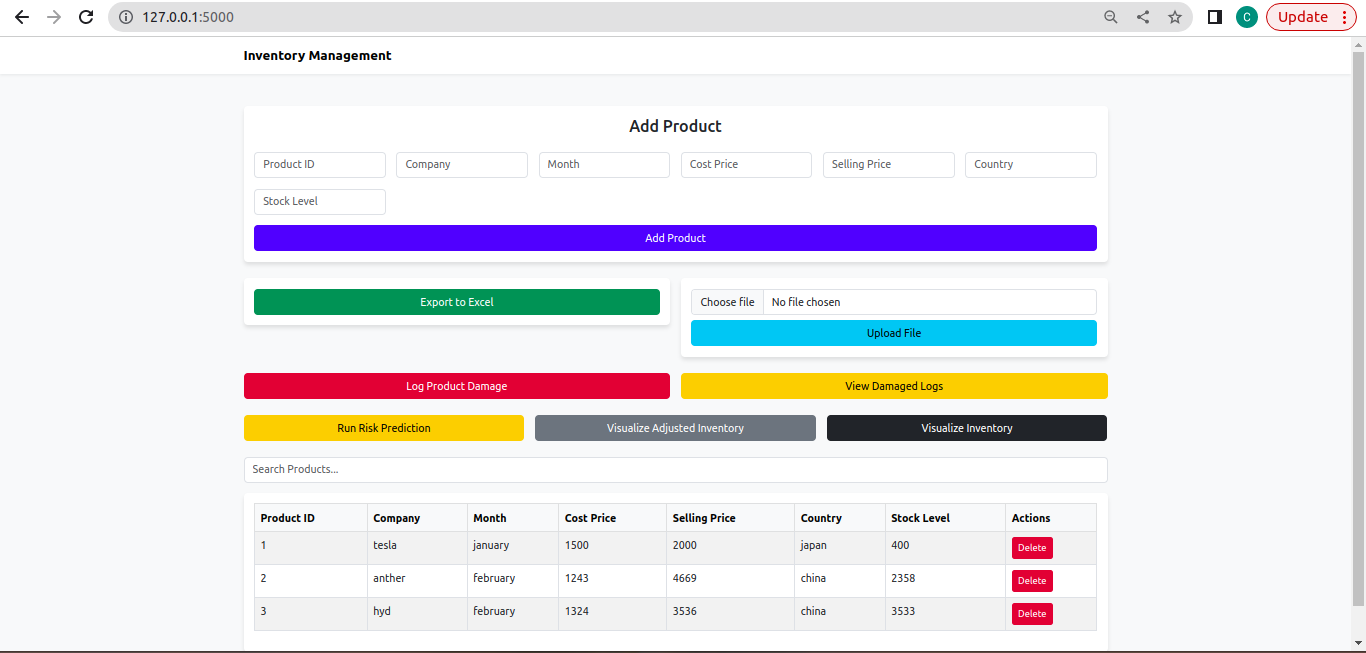 127.0.0.1:5000
C
Update
Inventory Management
Add Product
Product ID Company Month Cost Price Selling Price Country
Stock Level
Add Product
Export to Excel
Choose file No file chosen
Upload File
Log Product Damage View Damaged Logs
Run Risk Prediction Visualize Adjusted Inventory Visualize Inventory
Search Products...
Product ID Company Month Cost Price Selling Price Country Stock Level Actions
1 tesla january 1500 2000 japan 400 Delete
2 anther february 1243 4669 china 2358 Delete
3 hyd february 1324 3536 china 3533 Delete